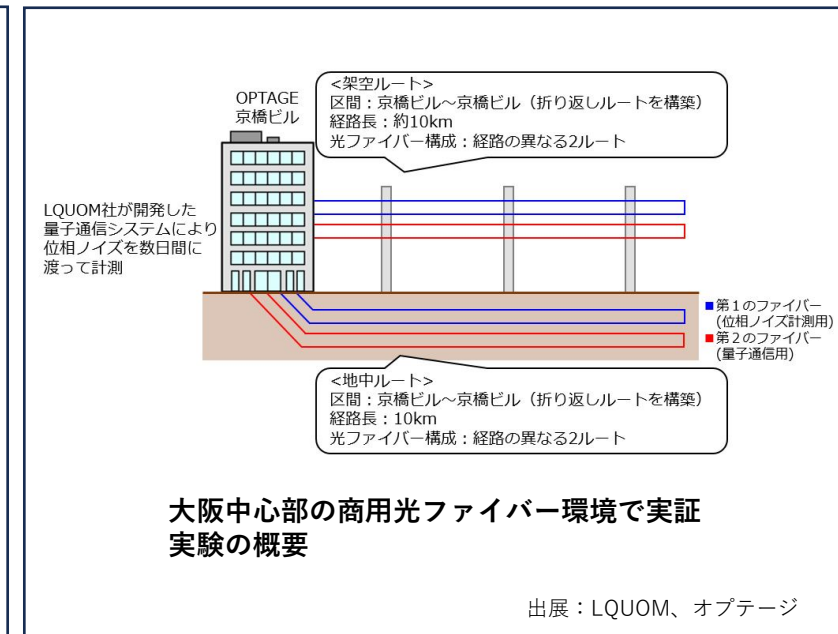 <架空ルート>
区間：京橋ビル～京橋ビル（折り返しルートを構築）
経路長：約10km
光ファイバー構成：経路の異なる2ルート
OPTAGE
京橋ビル
LQUOM社が開発した
量子通信システムにより
位相ノイズを数日間に
渡って計測
■第１のファイバー
(位相ノイズ計測用)
■第２のファイバー
(量子通信用)
<地中ルート>
区間：京橋ビル～京橋ビル（折り返しルートを構築）
経路長：10km
光ファイバー構成：経路の異なる2ルート
大阪中心部の商用光ファイバー環境で実証
実験の概要
出展：LQUOM、オプテージ